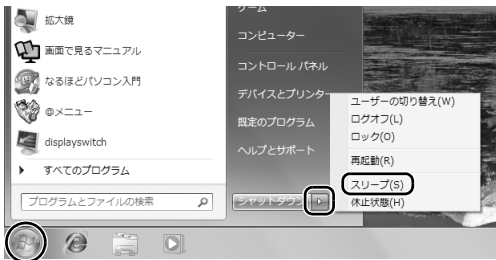 拡大鏡
画面で見るマニュアル
なるほどパソコン入門
@メニュー
displayswitch
すべてのプログラム
プログラムとファイルの検索
ゲーム
コンピューター
コントロール パネル
デバイスとプリンター
既定のプログラム
ヘルプとサポート
シャットダウン
ユーザーの切り替え(W)
ログオフ(L)
ロック(O)
再起動(R)
スリープ(S)
休止状態(H)